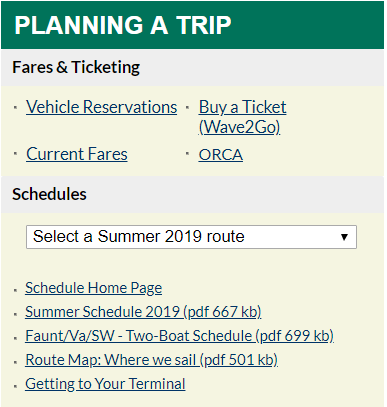 PLANNING A TRIP
Fares & Ticketing
Vehicle Reservations
Buy a Ticket
(Wave2Go)
Current Fares
ORCA
Schedules
Select a Summer 2019 route
Schedule Home Page
Summer Schedule 2019 (pdf 667 kb)
Faunt/Va/SW - Two-Boat Schedule (pdf 699 kb)
Route Map: Where we sail (pdf 501 kb)
Getting to Your Terminal